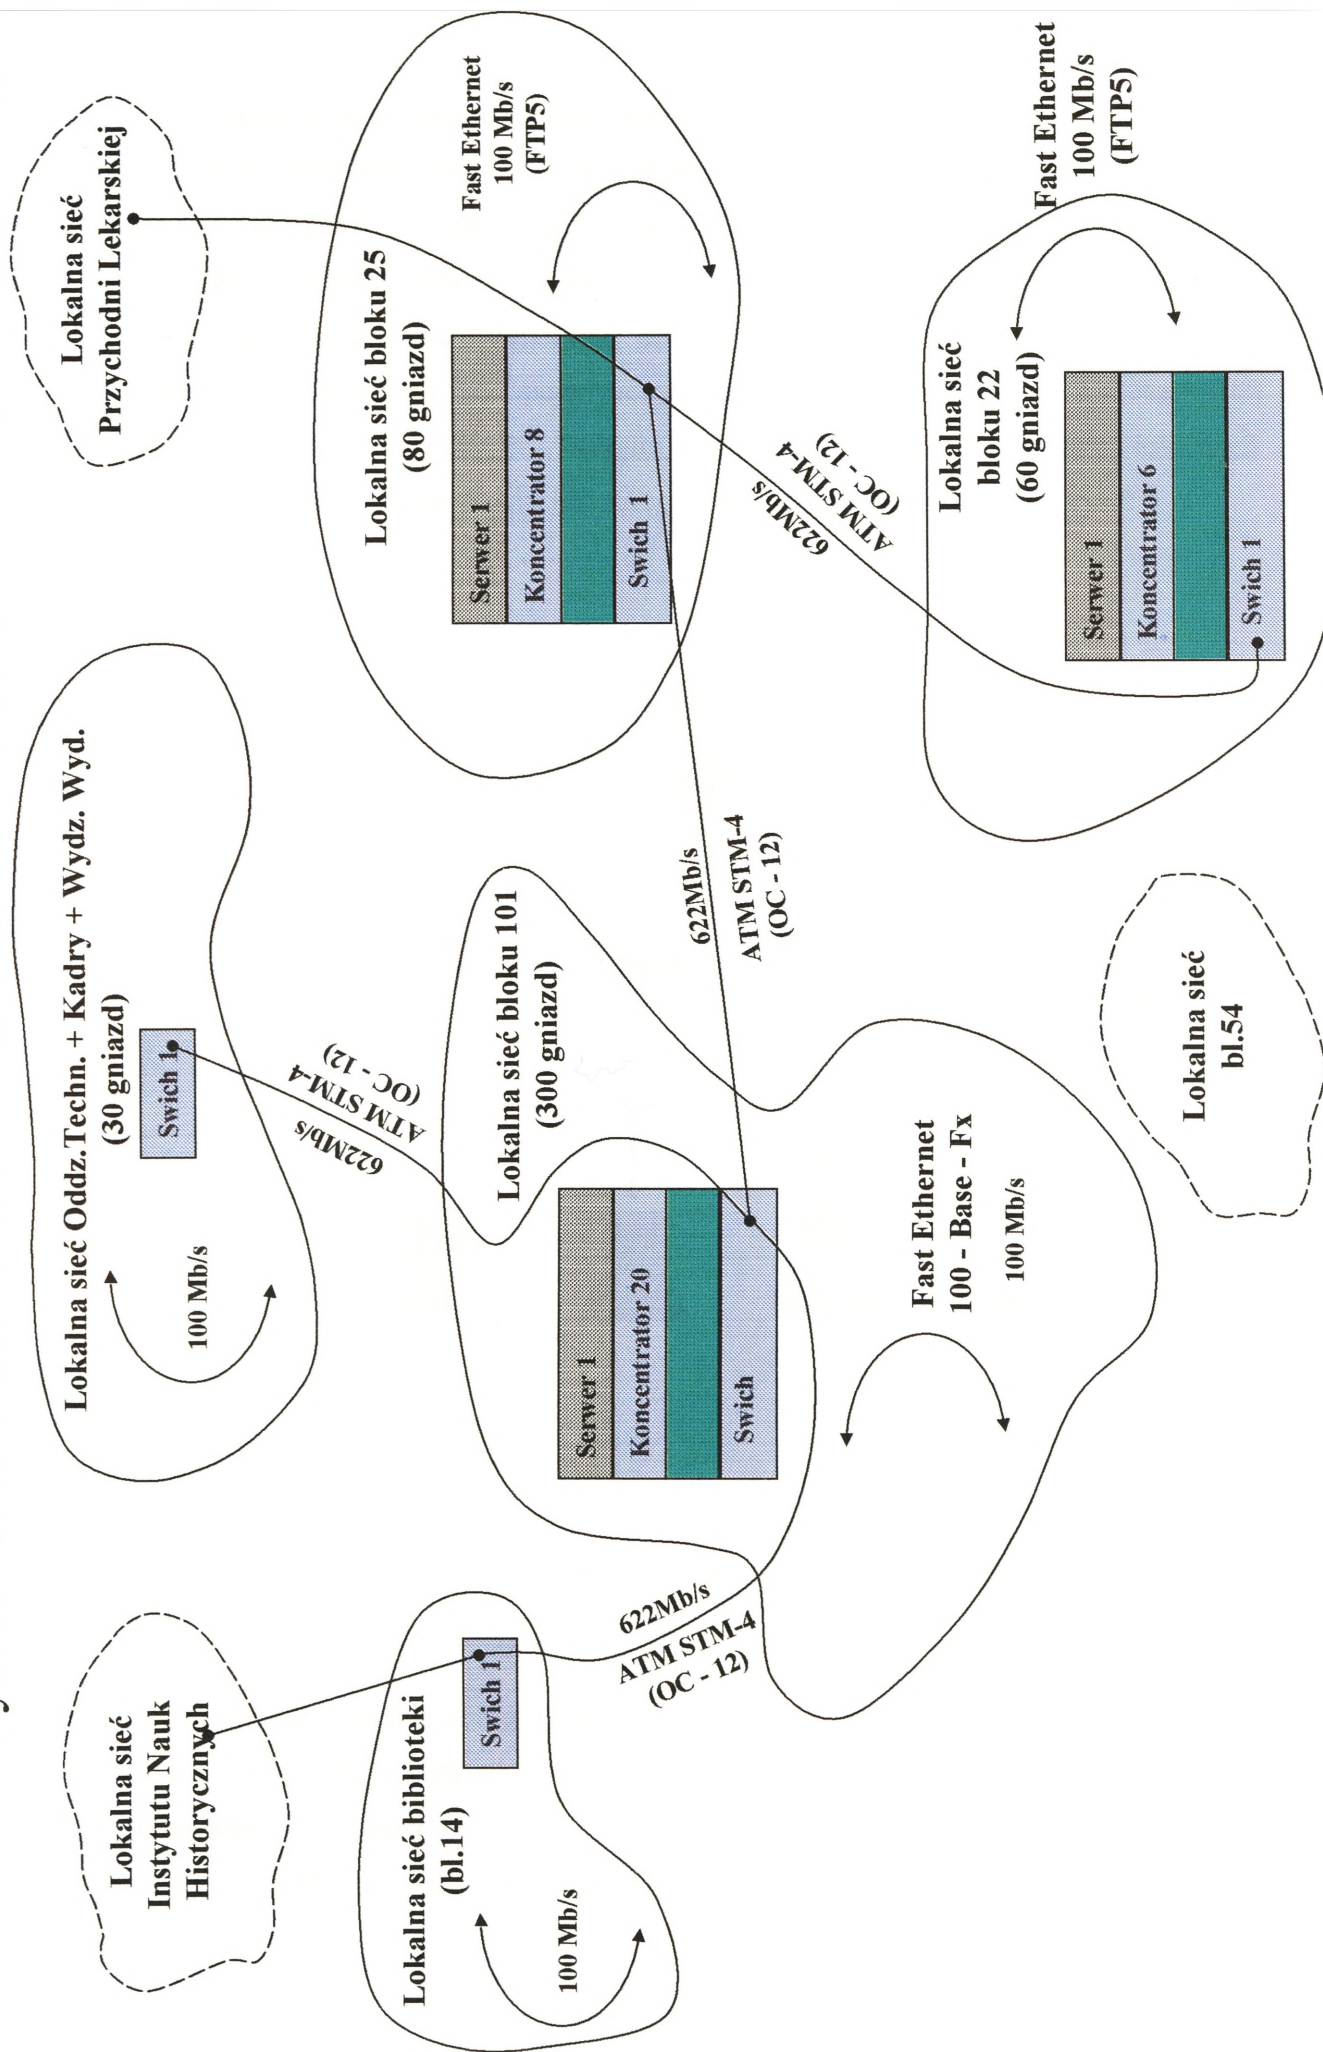 Lokalna sieć
Instytutu Nauk
Historycznych
Lokalna sieć Oddz.Techn. + Kadry + Wydz. Wyd.
(30 gniazd)
Swich 1
100 Mb/s
Lokalna sieć
Przychodni Lekarskiej
622Mb/s
ATM STM-4
(OC - 12)
Lokalna sieć biblioteki
(bl.14)
Swich 1
100 Mb/s
622Mb/s
ATM STM-4
(OC - 12)
Lokalna sieć bloku 101
(300 gniazd)
Serwer 1
Koncentrator 20
Swich
Fast Ethernet
100 - Base - Fx
100 Mb/s
622Mb/s
ATM STM-4
(OC - 12)
Lokalna sieć bloku 25
(80 gniazd)
Serwer 1
Koncentrator 8
Swich 1
Fast Ethernet
100 Mb/s
(FTP5)
622Mb/s
ATM STM-4
(OC - 12)
Lokalna sieć
bl.54
Lokalna sieć
bloku 22
(60 gniazd)
Serwer 1
Koncentrator 6
Swich 1
Fast Ethernet
100 Mb/s
(FTP5)